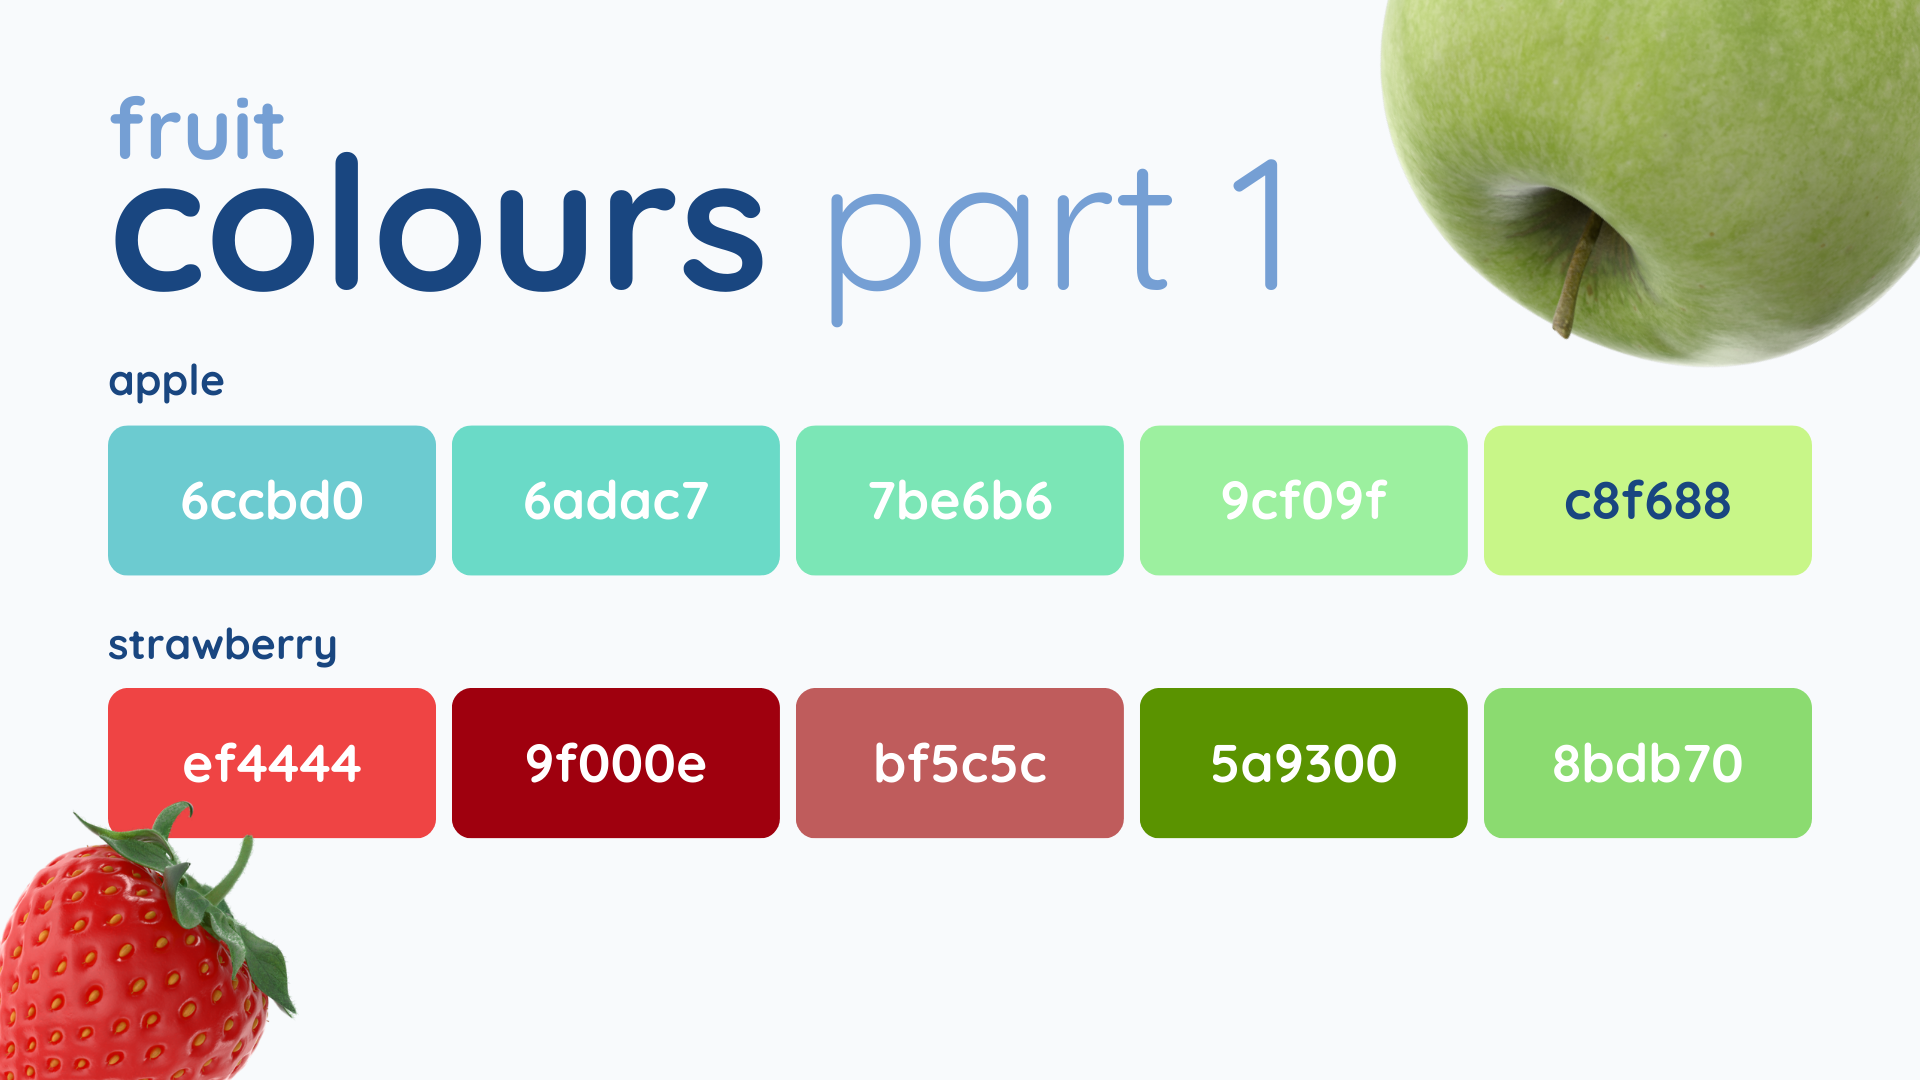 fruit
colours part 1
apple
6ccbd0 6adac7 7be6b6 9cf09f c8f688
strawberry
ef4444 9f000e bf5c5c 5a9300 8bdb70